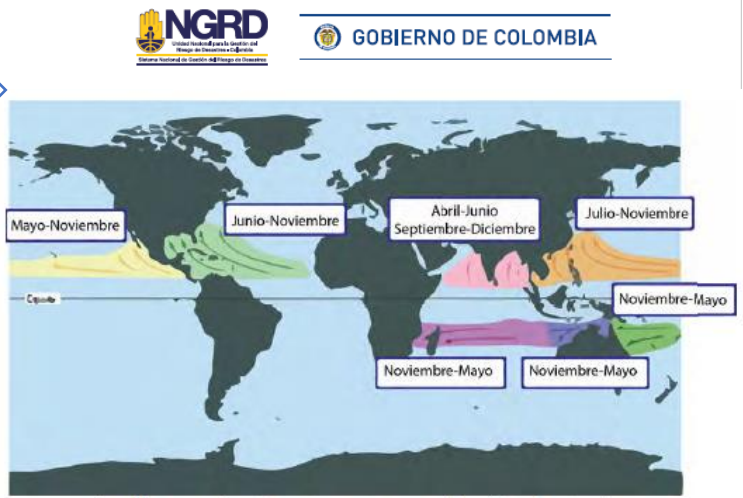 NGRD
Unidad Nacional para la Gestión del
Riesgo de Desastres Colombia
Sistema Nacional de Gestión del Riesgo de Desastres
GOBIERNO DE COLOMBIA
Mayo-Noviembre
Junio-Noviembre
Abril-Junio
Septiembre-Diciembre
Julio-Noviembre
Noviembre-Mayo
Noviembre-Mayo
Noviembre-Mayo